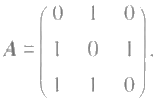 A = ( 0 1 0
1 0 1
1 1 0 ) .